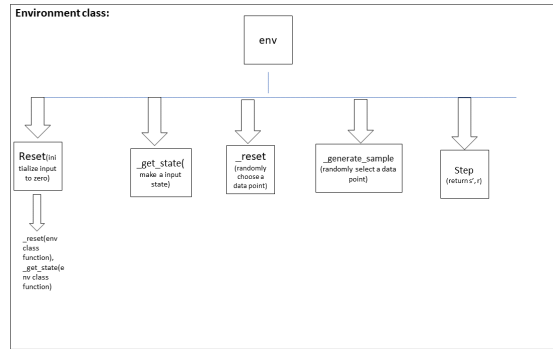 Environment class:
env
Reset(ini
tialize input
to zero)
_get_state(
make a input
state)
_reset
(randomly
choose a
data point)
_generate_sample
(randomly select a data
point)
Step
(return s', r)
_reset(env
class
function),
_get_state(e
nv class
function)